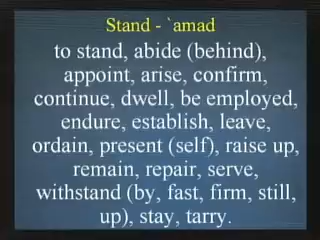 Stand - `amad
to stand, abide (behind),
appoint, arise, confirm,
continue, dwell, be employed,
endure, establish, leave,
ordain, present (self), raise up,
remain, repair, serve,
withstand (by, fast, firm, still,
up), stay, tarry.